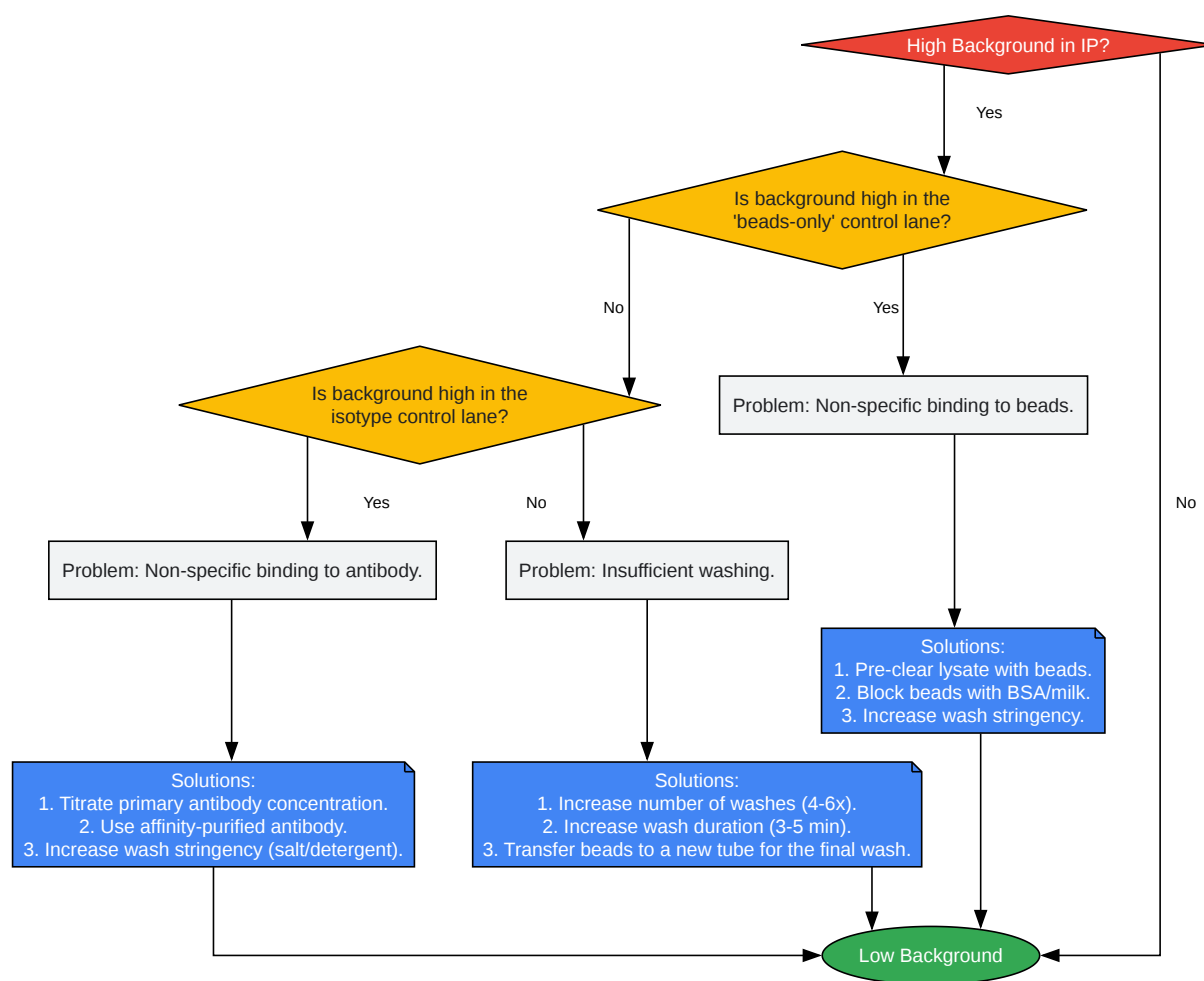 High Background in IP?
Yes
Is background high in the
'beads-only' control lane?
No
Yes
Is background high in the
isotype control lane?
Problem: Non-specific binding to beads.
Yes
No
No
Problem: Non-specific binding to antibody.
Problem: Insufficient washing.
Solutions:
1. Pre-clear lysate with beads.
2. Block beads with BSA/milk.
3. Increase wash stringency.
Solutions:
1. Titrate primary antibody concentration.
2. Use affinity-purified antibody.
3. Increase wash stringency (salt/detergent).
Solutions:
1. Increase number of washes (4-6x).
2. Increase wash duration (3-5 min).
3. Transfer beads to a new tube for the final wash.
Low Background